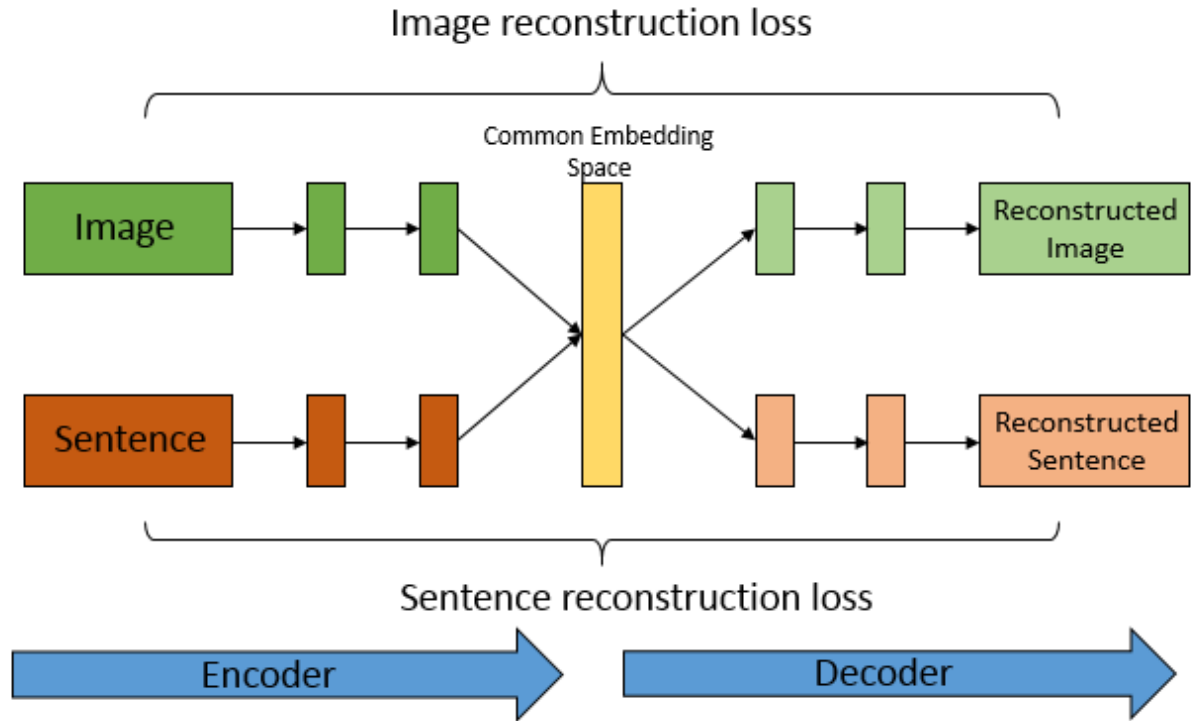 Image reconstruction loss
Common Embedding
Space
Image
Reconstructed
Image
Sentence
Reconstructed
Sentence
Sentence reconstruction loss
Encoder
Decoder